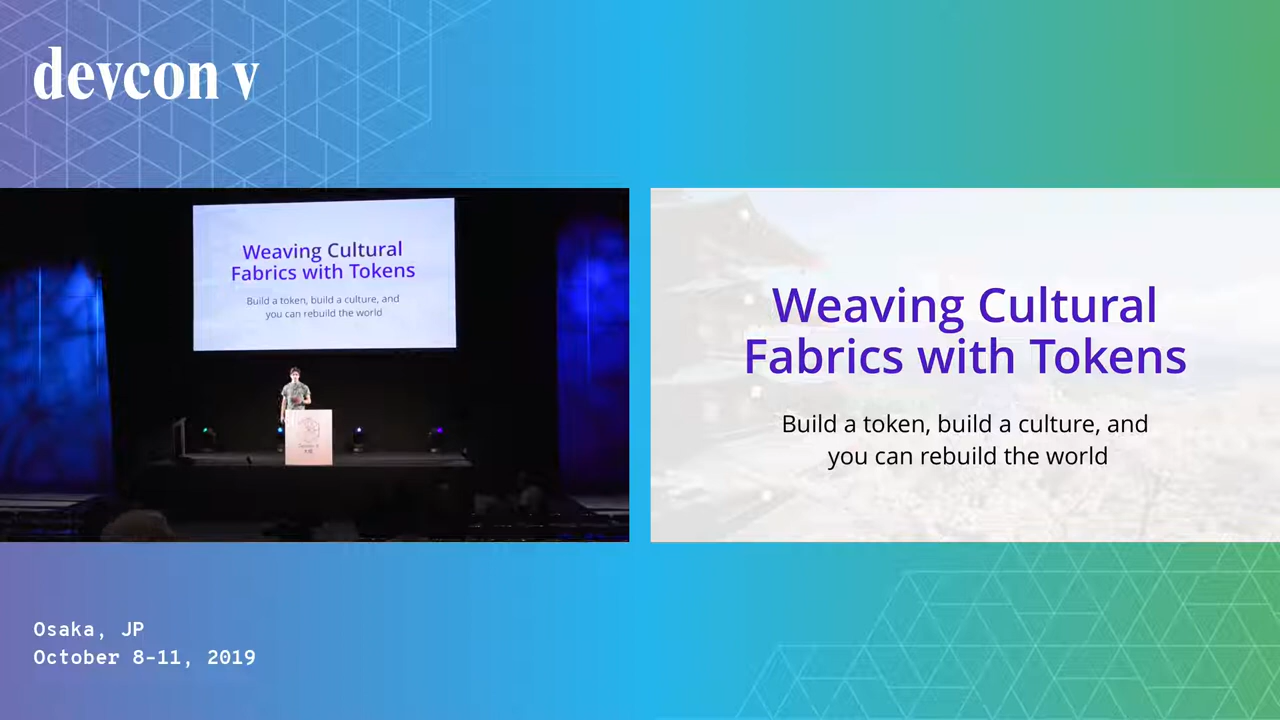 devcon v
Weaving Cultural
Fabrics with Tokens
Build a token, build a culture, and
you can rebuild the world
Weaving Cultural
Fabrics with Tokens
Build a token, build a culture, and
you can rebuild the world
Osaka, JP
October 8-11, 2019